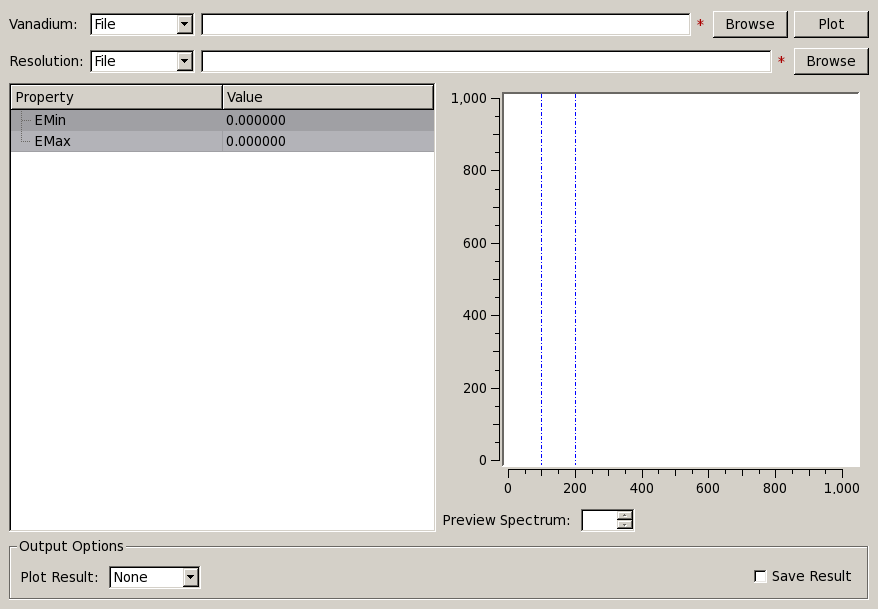 Vanadium: File * Browse Plot
Resolution: File * Browse
Property Value
EMin 0.000000
EMax 0.000000
1,000
800
600
400
200
0
0 200 400 600 800 1,000
Preview Spectrum:
Output Options
Plot Result: None Save Result